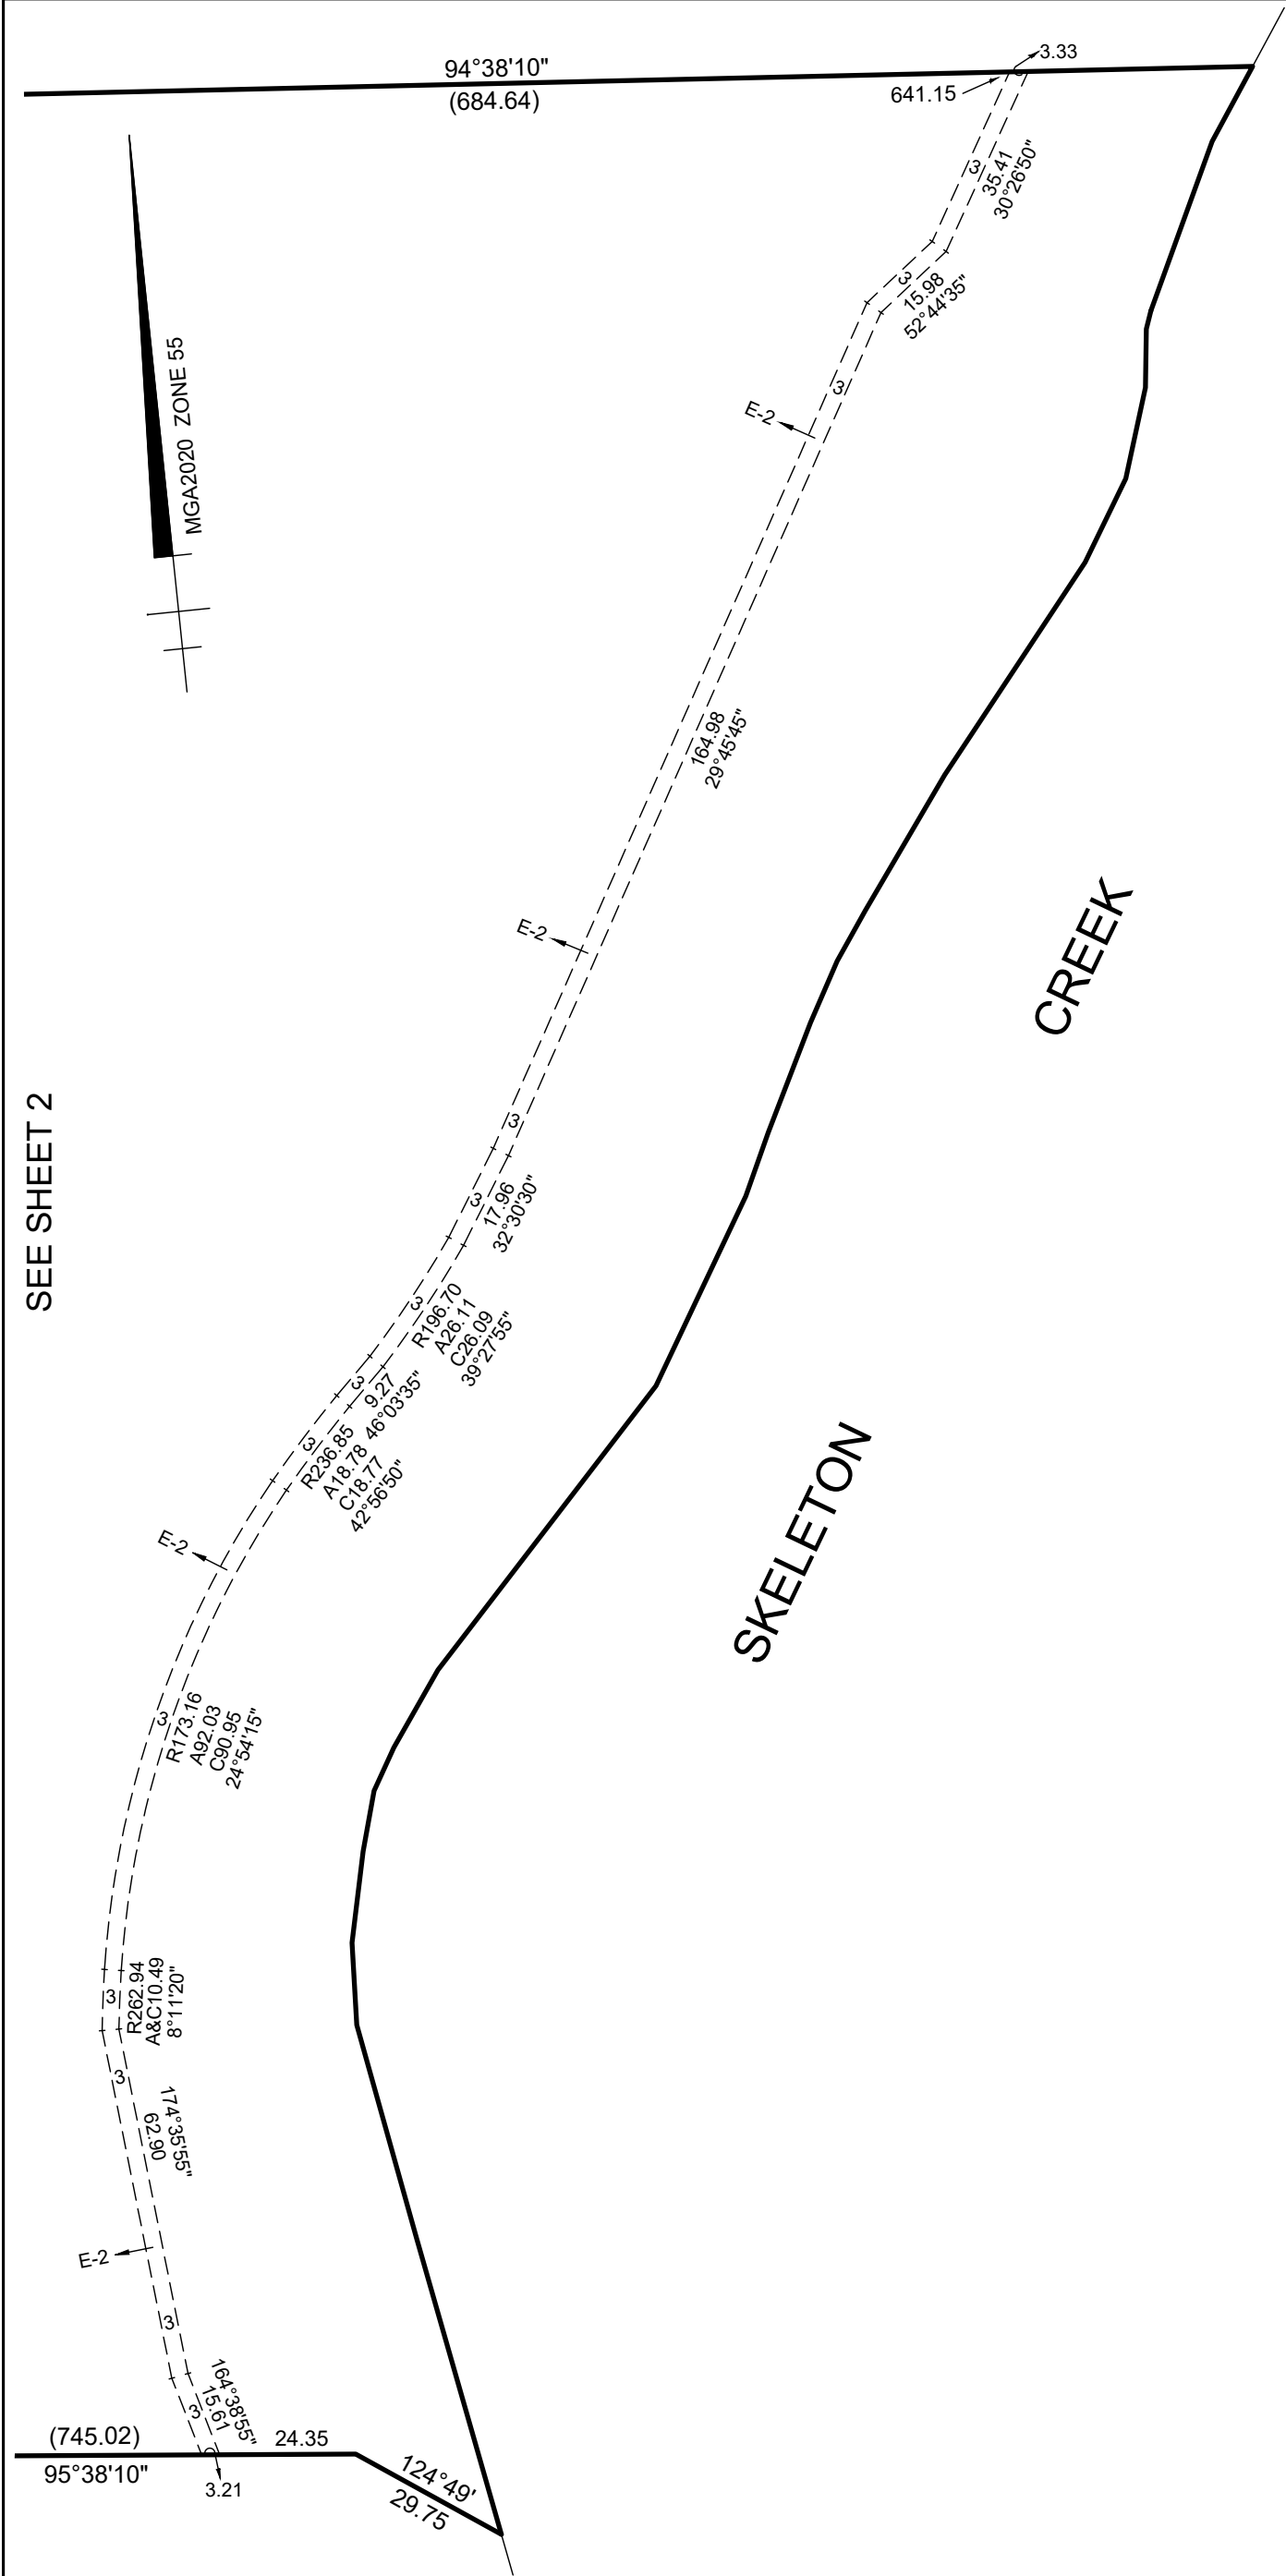 94°38'10"
(684.64)
3.33
641.15
3
35.41
30°26'50"
3
15.98
52°44'35"
3
E-2
MGA2020 ZONE 55
164.98
29°45'45"
E-2
CREEK
SEE SHEET 2
3
3
17.96
32°30'30"
3
R196.70
A26.11
C26.09
39°27'55"
3
9.27
46°03'35"
3
R236.85
A18.78
C18.77
42°56'50"
SKELETON
E-2
3
R173.16
A92.03
C90.95
24°54'15"
3
R262.94
A&C10.49
8°11'20"
3
174°35'55"
62.90
E-2
3
164°38'55"
15.61
3
(745.02)
95°38'10"
24.35
3.21
124°49'
29.75